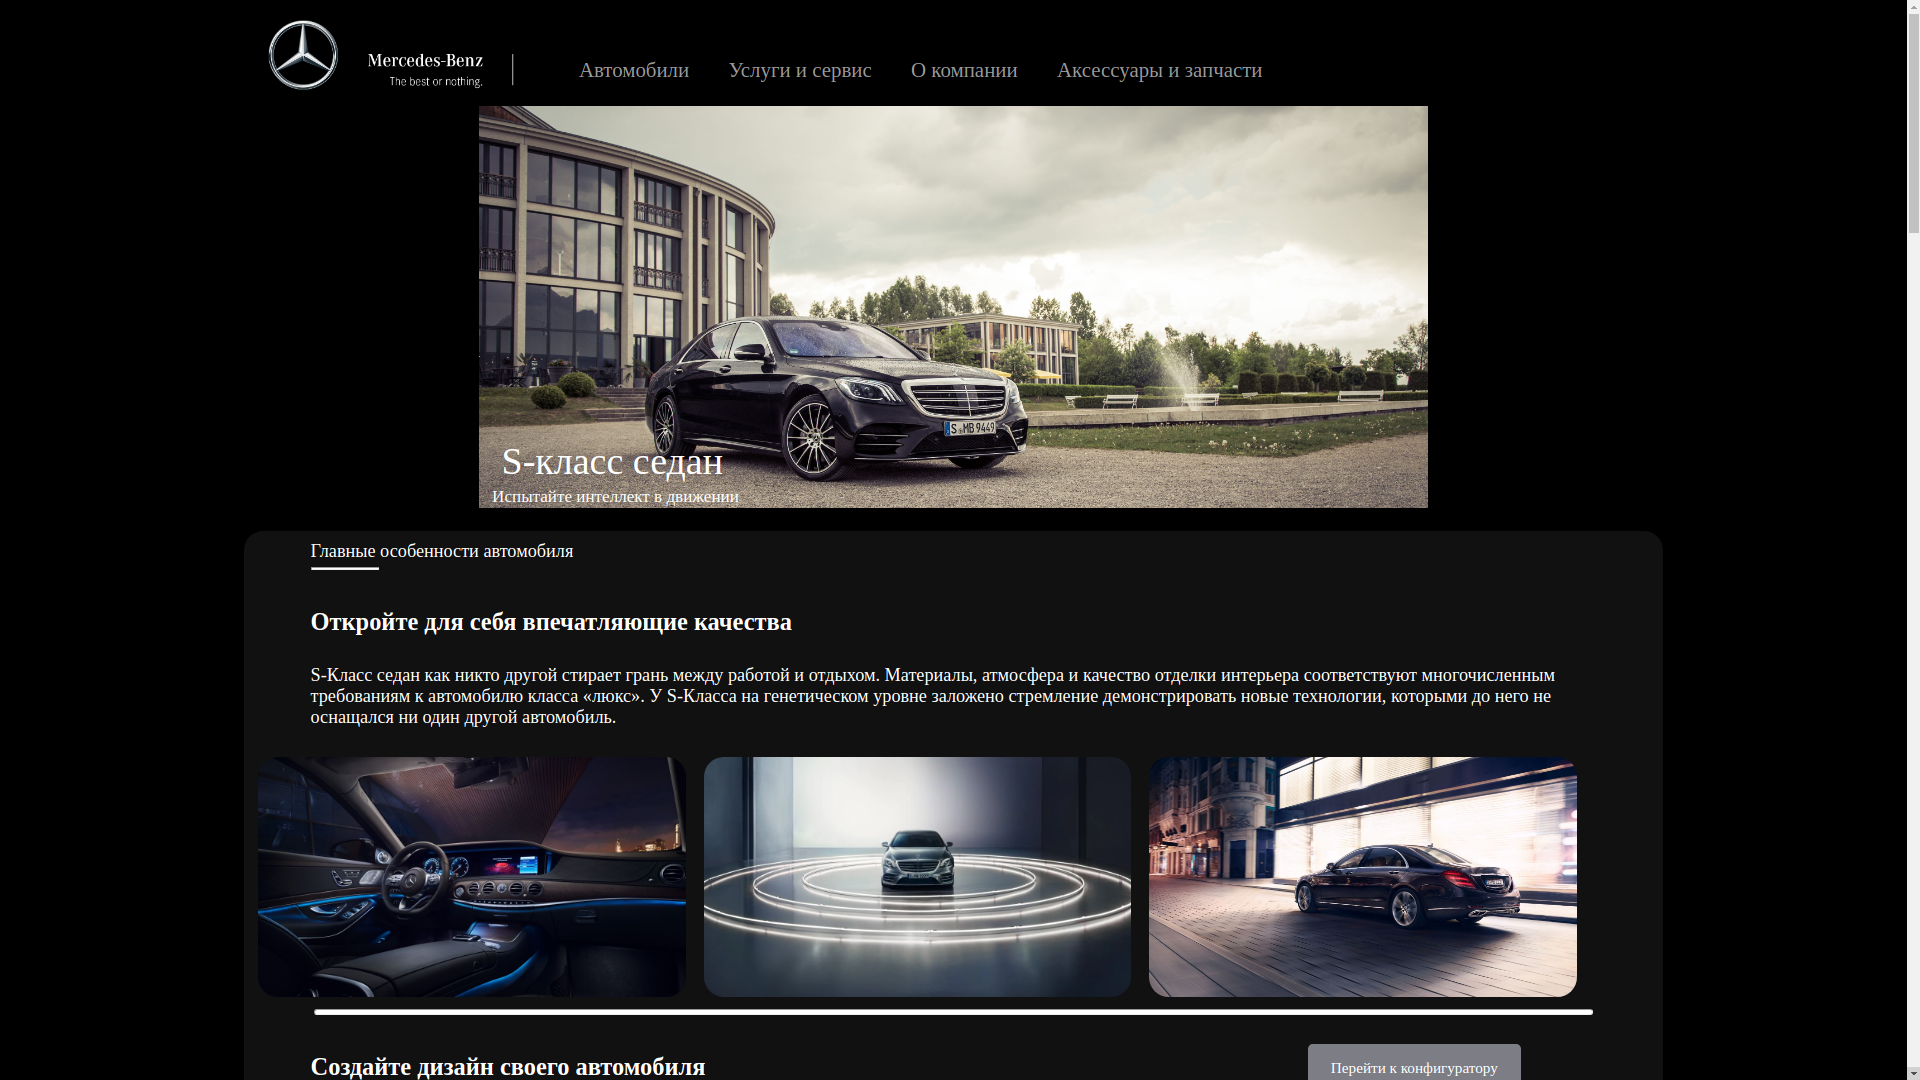 Mercedes-Benz
The best or nothing.
Автомобили
Услуги и сервис
О компании
Аксессуары и запчасти
S-MB 9449
S-класс седан
Испытайте интеллект в движении
Главные особенности автомобиля
Откройте для себя впечатляющие качества
S-Класс седан как никто другой стирает грань между работой и отдыхом. Материалы, атмосфера и качество отделки интерьера соответствуют многочисленным
требованиям к автомобилю класса «люкс». У S-Класса на генетическом уровне заложено стремление демонстрировать новые технологии, которыми до него не
оснащался ни один другой автомобиль.
Создайте дизайн своего автомобиля
Перейти к конфигуратору